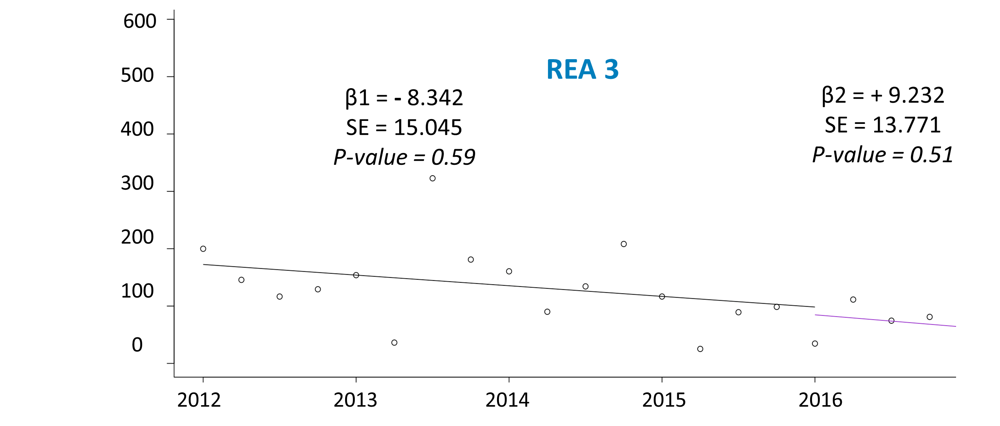 600
500
400
300
200
100
0
REA 3
β1 = - 8.342
SE = 15.045
P-value = 0.59
β2 = + 9.232
SE = 13.771
P-value = 0.51
2012 2013 2014 2015 2016